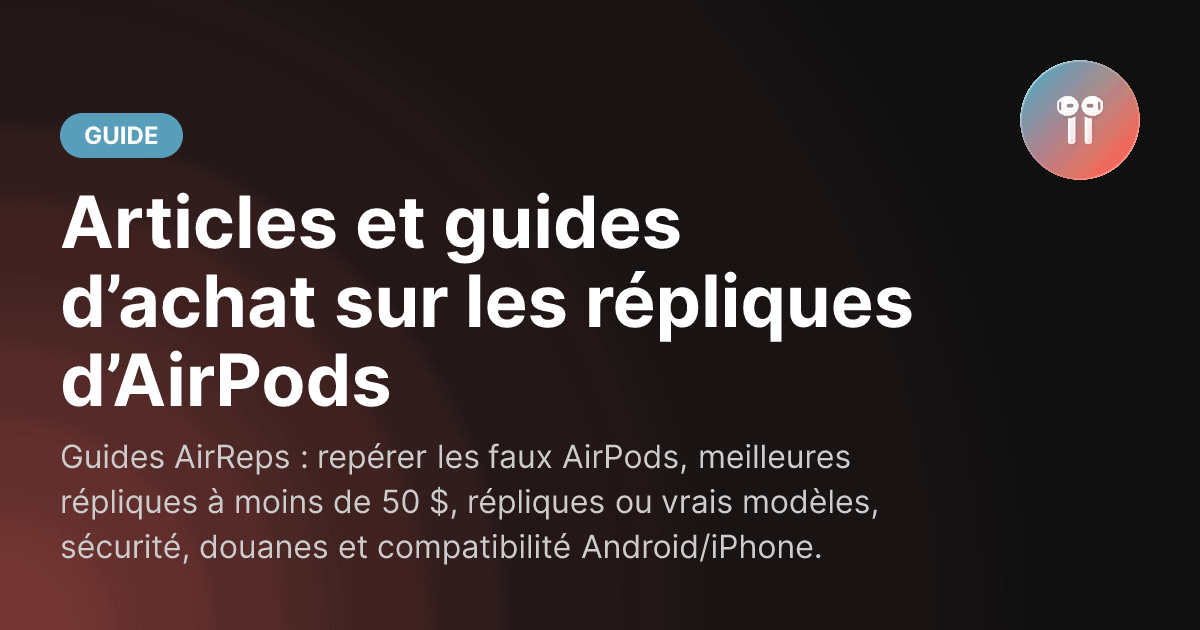 GUIDE
Articles et guides
d’achat sur les répliques
d’AirPods
Guides AirReps : repérer les faux AirPods, meilleures
répliques à moins de 50 $, répliques ou vrais modèles,
sécurité, douanes et compatibilité Android/iPhone.